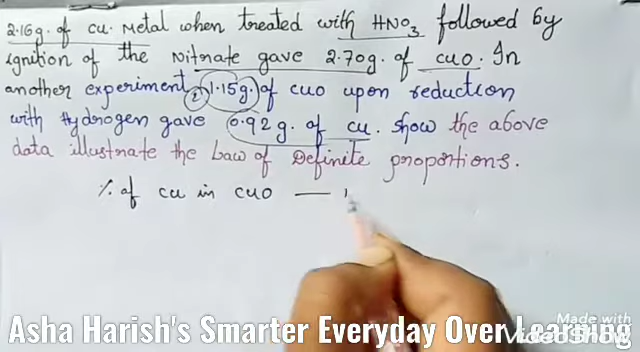 2.16g. of cu. Metal when treated with HNO3 followed by
ignition of the Nitrate gave 2.70g. of cuo. In
another experiment 1.15g. of cuo upon reduction
2
with Hydrogen gave 0.92 g. of cu. show the above
data illustrate the Law of Definite proportions.
% of cu in cuo —
Asha Harish's Smarter Everyday Over Learning
Made with
VideoShow